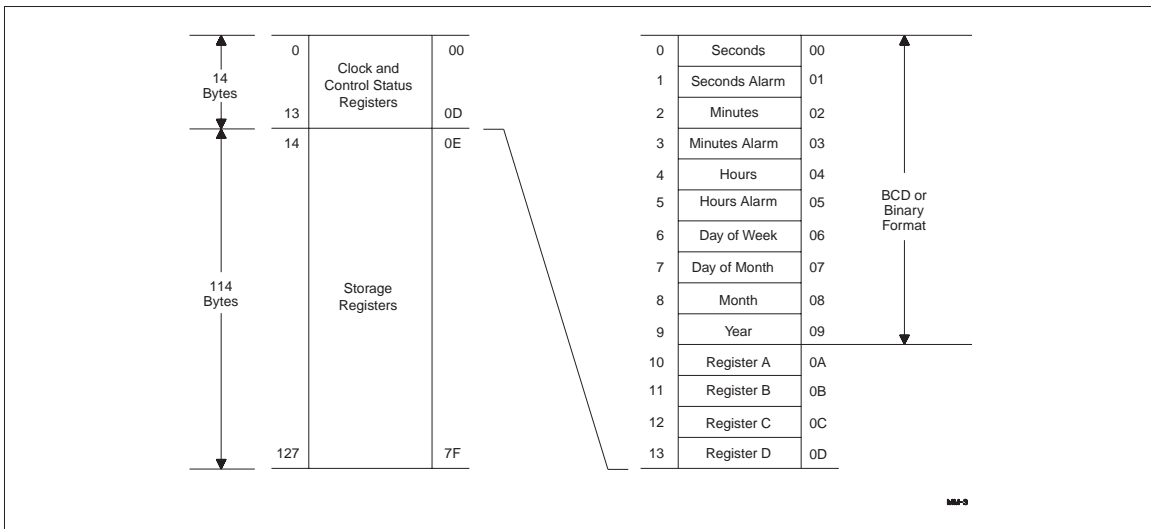 0 00
14
Bytes
Clock and
Control Status
Registers
13 0D
14 0E
114
Bytes
Storage
Registers
127 7F
0 Seconds 00
1 Seconds Alarm 01
2 Minutes 02
3 Minutes Alarm 03
4 Hours 04
5 Hours Alarm 05
6 Day of Week 06
7 Day of Month 07
8 Month 08
9 Year 09
10 Register A 0A
11 Register B 0B
12 Register C 0C
13 Register D 0D
BCD or
Binary
Format
MM-3